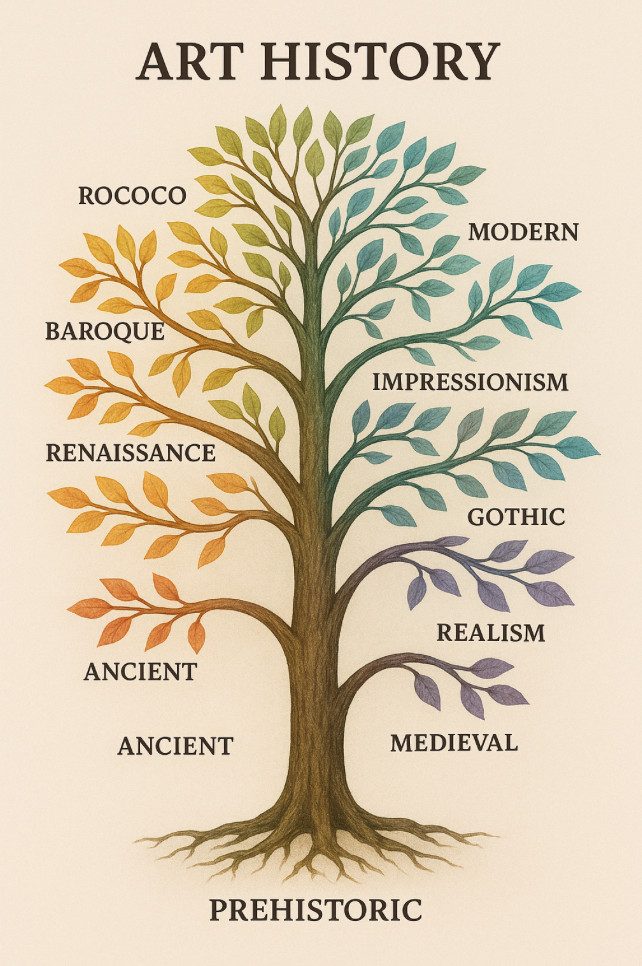 ART HISTORY
ROCOCO
MODERN
BAROQUE
IMPRESSIONISM
RENAISSANCE
GOTHIC
REALISM
ANCIENT
ANCIENT
MEDIEVAL
PREHISTORIC